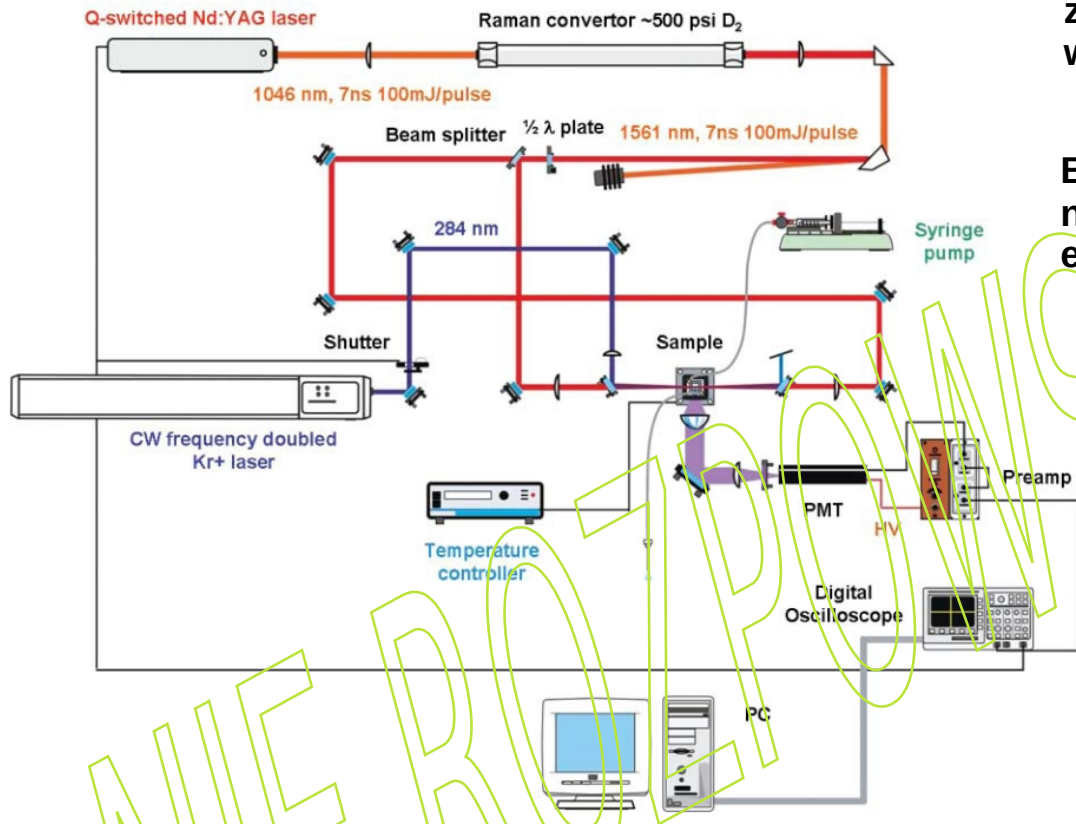 Q-switched Nd:YAG laser
Raman convertor ~500 psi D2
1046 nm, 7ns 100mJ/pulse
Beam splitter
½ λ plate
1561 nm, 7ns 100mJ/pulse
284 nm
Syringe
pump
Shutter
Sample
CW frequency doubled
Kr+ laser
Preamp
PMT
HV
Temperature
controller
Digital
Oscilloscope
PC